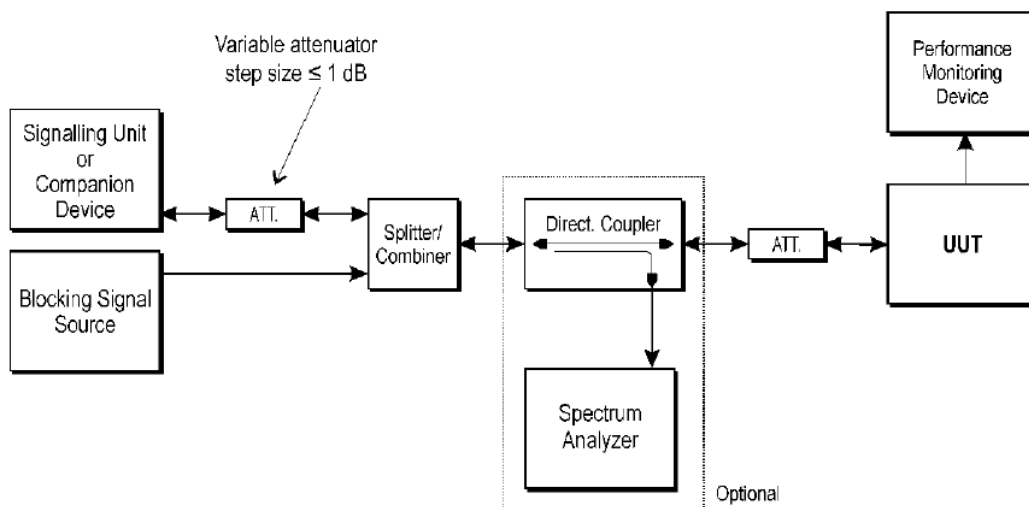 Variable attenuator
step size ≤ 1 dB
Performance
Monitoring
Device
Signalling Unit
or
Companion
Device
ATT.
Splitter/
Combiner
Direct. Coupler
ATT.
UUT
Blocking Signal
Source
Spectrum
Analyzer
Optional